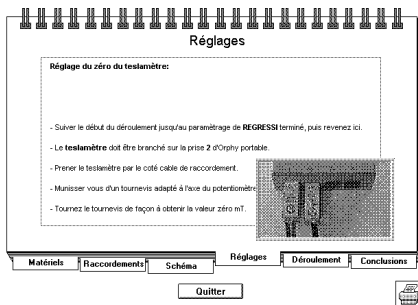 Réglages
Réglage du zéro du teslamètre:
- Suiver le début du déroulement jusqu'au paramètrage de REGRESSI terminé, puis revenez ici.
- Le teslamètre doit être branché sur la prise 2 d'Orphy portable.
- Prener le teslamètre par le coté cable de raccordement.
- Munisser vous d'un tournevis adapté à l'axe du potentiomètre
- Tournez le tournevis de façon á obtenir la valeur zéro mT.
Matériels
Raccordements
Schéma
Réglages
Déroulement
Conclusions
Quitter